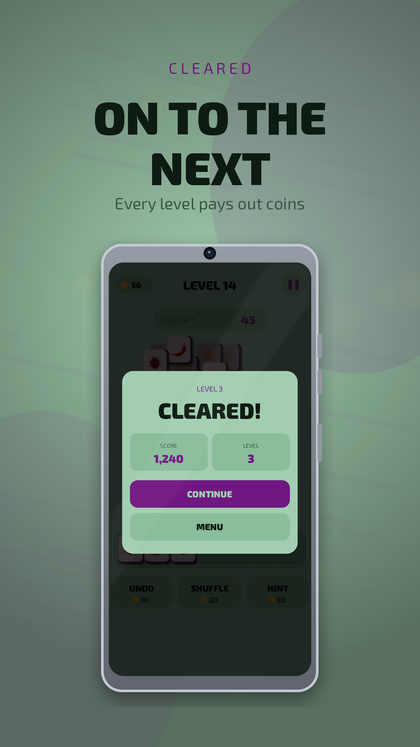 CLEARED
ON TO THE
NEXT
Every level pays out coins
50
LEVEL 14
45
LEVEL 3
CLEARED!
SCORE
1,240
LEVEL
3
CONTINUE
MENU
UNDO
SHUFFLE
HINT